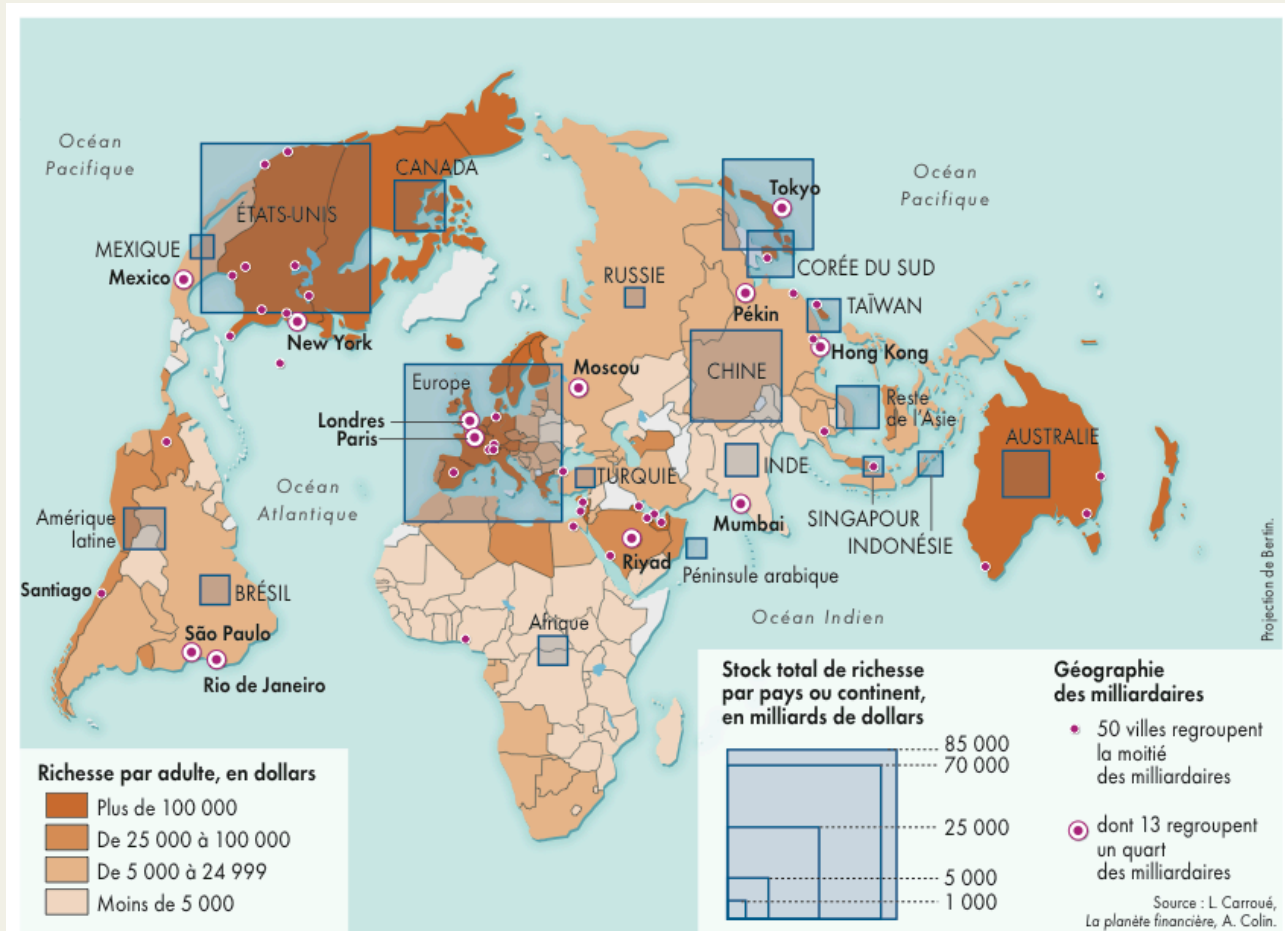 Océan
Pacifique
CANADA
ÉTATS-UNIS
MEXIQUE
Mexico
New York
Tokyo
Océan
Pacifique
RUSSIE
CORÉE DU SUD
TAÏWAN
Pékin
Hong Kong
CHINE
Moscou
Europe
Londres
Paris
Reste
de l'Asie
AUSTRALIE
TURQUIE
INDE
Océan
Atlantique
Amérique
latine
Mumbai
SINGAPOUR
INDONÉSIE
Riyad
Péninsule arabique
Santiago
BRÉSIL
Océan Indien
Afrique
São Paulo
Rio de Janeiro
Projection de Bertin.
Richesse par adulte, en dollars
Plus de 100 000
De 25 000 à 100 000
De 5 000 à 24 999
Moins de 5 000
Stock total de richesse
par pays ou continent,
en milliards de dollars
85 000
70 000
25 000
5 000
1 000
Géographie
des milliardaires
50 villes regroupent
la moitié
des milliardaires
dont 13 regroupent
un quart
des milliardaires
Source : L. Carroué,
La planète financière, A. Colin.